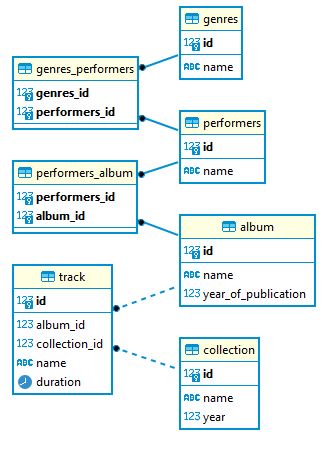 genres
123 id
ABC name
genres_performers
123 genres_id
123 performers_id
performers
123 id
ABC name
performers_album
123 performers_id
123 album_id
album
123 id
ABC name
123 year_of_publication
track
123 id
123 album_id
123 collection_id
ABC name
duration
collection
123 id
ABC name
123 year